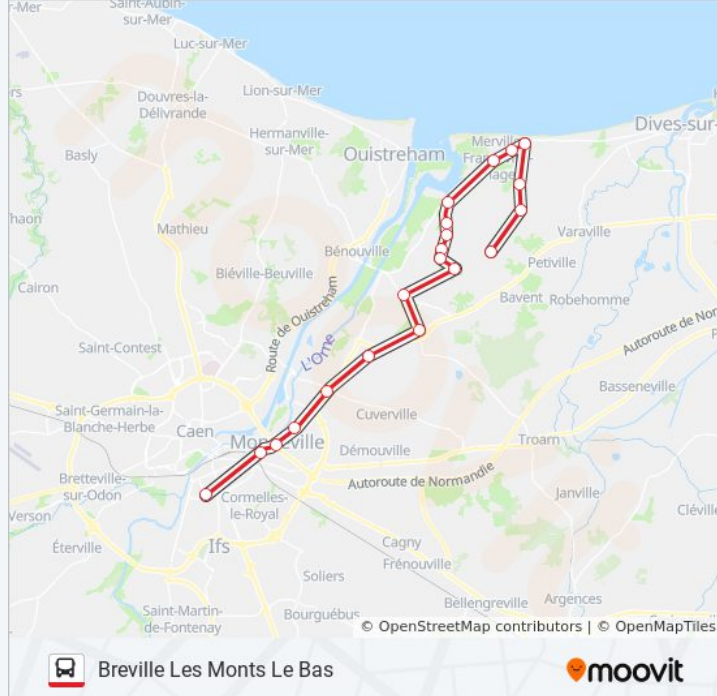 -Mer
Saint-Aubin-
sur-Mer
Luc-sur-Mer
Lion-sur-Mer
Douvres-la-
Délivrande
Hermanville-
sur-Mer
Ouistreham
Merville
Dives-sur-
Basly
Mathieu
Bénouville
Varaville
Petiville
Cairon
Biéville-Beuville
Route de Ouistreham
Bavent
Robehomme
Saint-Contest
L'Orne
Autoroute de Nor
Basseneville
Saint-Germain-la-
Blanche-Herbe
Cuverville
Caen
Troarn
Démouville
Bretteville-
sur-Odon
Autoroute de Normandie
Cormelles-
le-Royal
Janville
Verson
Cléville
Éterville
Ifs
Cagny
Frénouville
Soliers
Saint-Martin-
de-Fontenay
Bourguébus
Bellengreville
Argences
© OpenStreetMap contributors | © OpenMapTiles
Breville Les Monts Le Bas
moovit